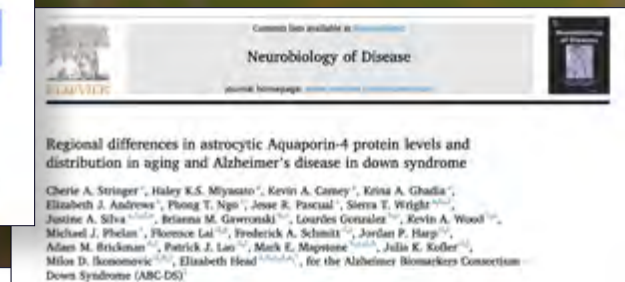 Contents lists available at
Neurobiology of Disease
ELSEVIER
journal homepage:
Regional differences in astrocytic Aquaporin-4 protein levels and
distribution in aging and Alzheimer's disease in down syndrome
Cherie A. Stringer, Haley K.S. Miyasato, Kevin A. Carney, Krina A. Ghadia,
Elizabeth J. Andrews, Phong T. Ngo, Jesse R. Pascual, Sierra T. Wright,
Justine A. Silva, Brianna M. Gawronski, Lourdes Gonzalez, Kevin A. Wood,
Michael J. Phelan, Florence Lai, Frederick A. Schmitt, Jordan P. Harp,
Adam M. Brickman, Patrick J. Lao, Mark E. Mapstone, Julia K. Kofler,
Milos D. Ikonomovic, Elizabeth Head, for the Alzheimer Biomarkers Consortium
Down Syndrome (ABC-DS)